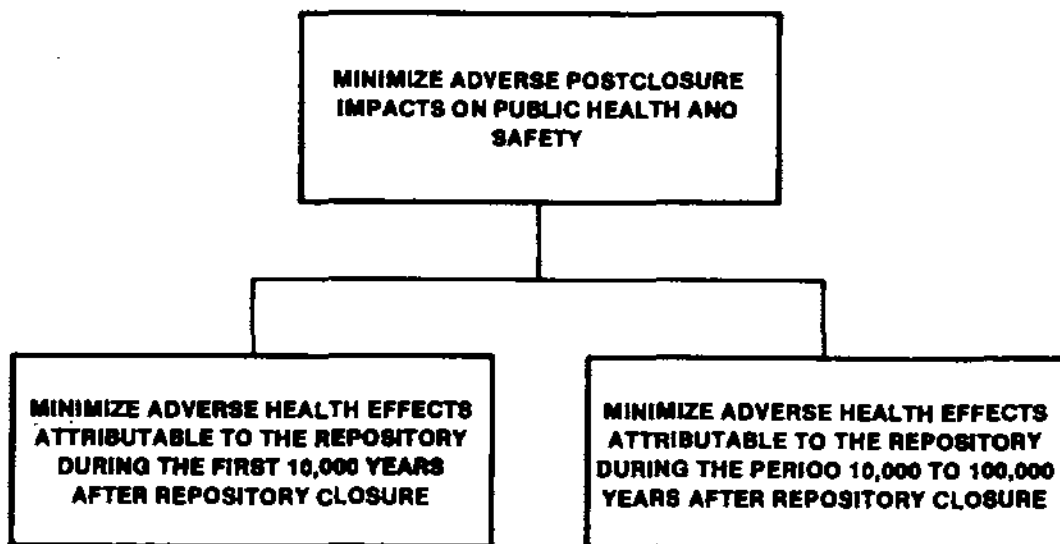 MINIMIZE ADVERSE POSTCLOSURE
IMPACTS ON PUBLIC HEALTH AND
SAFETY
MINIMIZE ADVERSE HEALTH EFFECTS
ATTRIBUTABLE TO THE REPOSITORY
DURING THE FIRST 10,000 YEARS
AFTER REPOSITORY CLOSURE
MINIMIZE ADVERSE HEALTH EFFECTS
ATTRIBUTABLE TO THE REPOSITORY
DURING THE PERIOD 10,000 TO 100,000
YEARS AFTER REPOSITORY CLOSURE